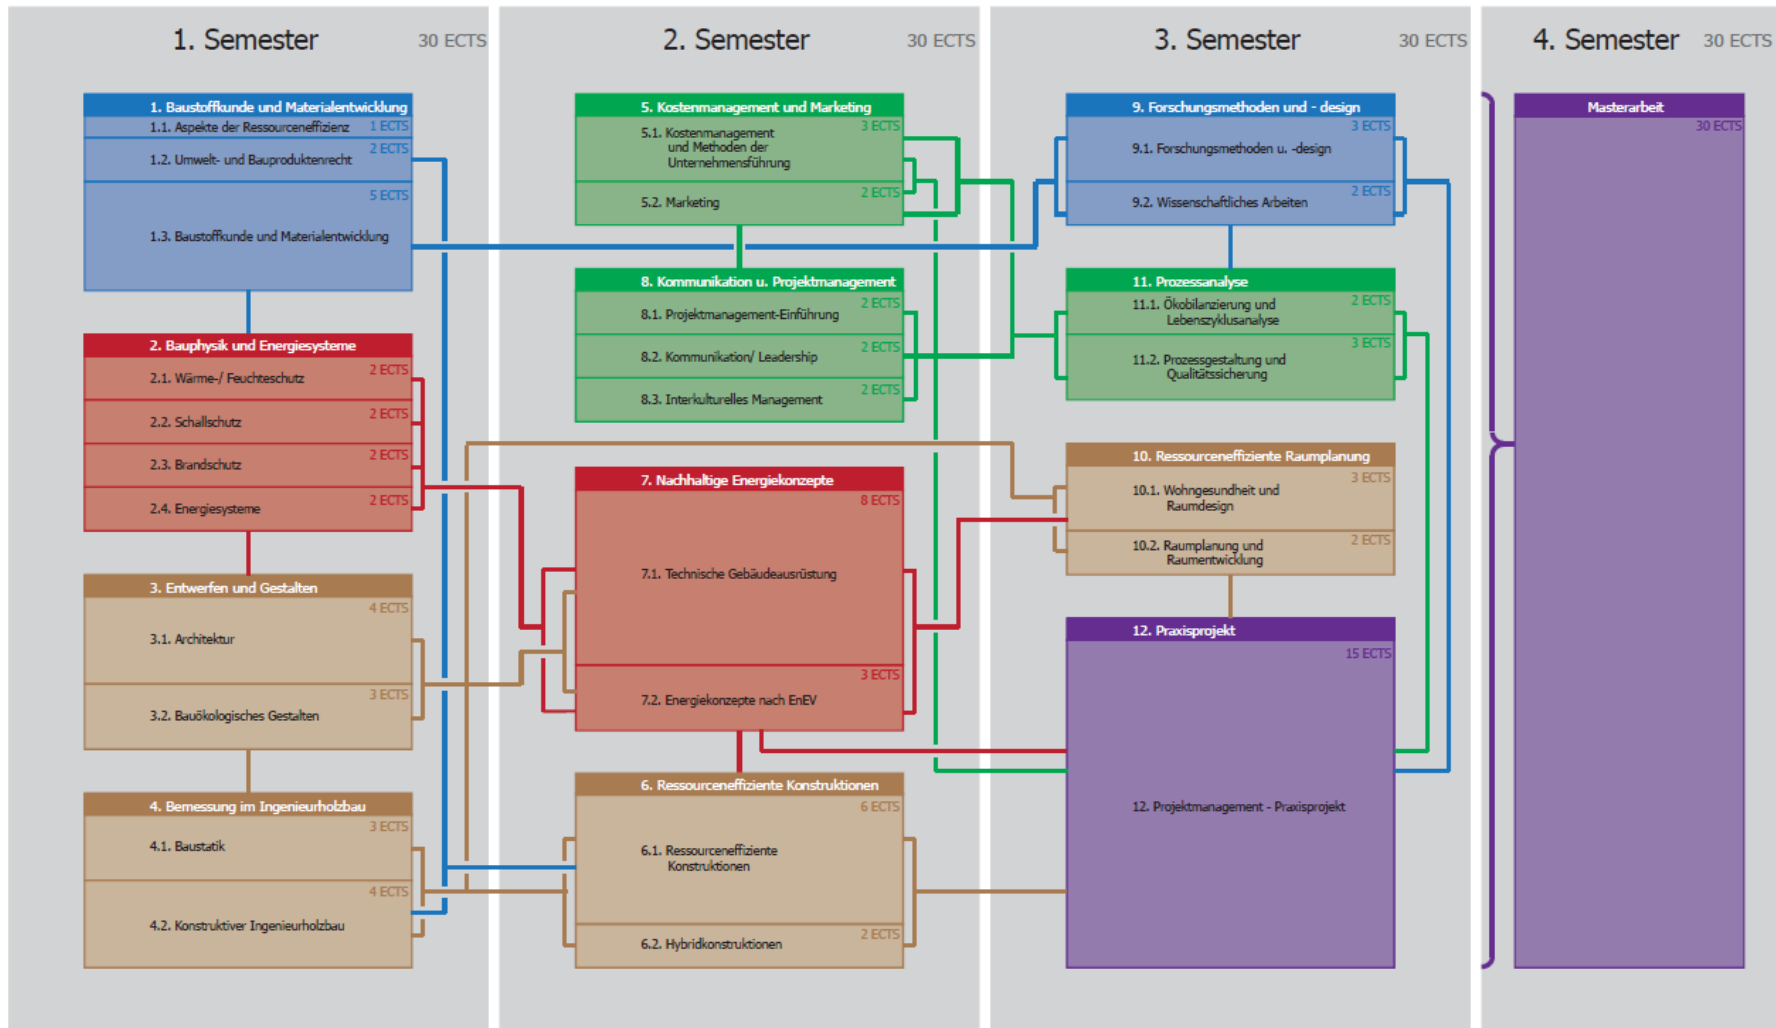 1. Semester
30 ECTS
1. Baustoffkunde und Materialentwicklung
1.1. Aspekte der Ressourceneffizienz
1 ECTS
2 ECTS
1.2. Umwelt- und Bauproduktenrecht
5 ECTS
1.3. Baustoffkunde und Materialentwicklung
2. Bauphysik und Energiesysteme
2 ECTS
2.1. Wärme-/ Feuchteschutz
2 ECTS
2.2. Schallschutz
2 ECTS
2.3. Brandschutz
2 ECTS
2.4. Energiesysteme
3. Entwerfen und Gestalten
4 ECTS
3.1. Architektur
3 ECTS
3.2. Bauökologisches Gestalten
4. Bemessung im Ingenieurholzbau
3 ECTS
4.1. Baustatik
4 ECTS
4.2. Konstruktiver Ingenieurholzbau
2. Semester
30 ECTS
5. Kostenmanagement und Marketing
3 ECTS
5.1. Kostenmanagement
und Methoden der
Unternehmensführung
2 ECTS
5.2. Marketing
8. Kommunikation u. Projektmanagement
2 ECTS
8.1. Projektmanagement-Einführung
2 ECTS
8.2. Kommunikation/ Leadership
2 ECTS
8.3. Interkulturelles Management
7. Nachhaltige Energiekonzepte
8 ECTS
7.1. Technische Gebäudeausrüstung
3 ECTS
7.2. Energiekonzepte nach EnEV
6. Ressourceneffiziente Konstruktionen
6 ECTS
6.1. Ressourceneffiziente
Konstruktionen
2 ECTS
6.2. Hybridkonstruktionen
3. Semester
30 ECTS
9. Forschungsmethoden und - design
3 ECTS
9.1. Forschungsmethoden u. -design
2 ECTS
9.2. Wissenschaftliches Arbeiten
11. Prozessanalyse
2 ECTS
11.1. Ökobilanzierung und
Lebenszyklusanalyse
3 ECTS
11.2. Prozessgestaltung und
Qualitätssicherung
10. Ressourceneffiziente Raumplanung
3 ECTS
10.1. Wohngesundheit und
Raumdesign
2 ECTS
10.2. Raumplanung und
Raumentwicklung
12. Praxisprojekt
15 ECTS
12. Projektmanagement - Praxisprojekt
4. Semester
30 ECTS
Masterarbeit
30 ECTS